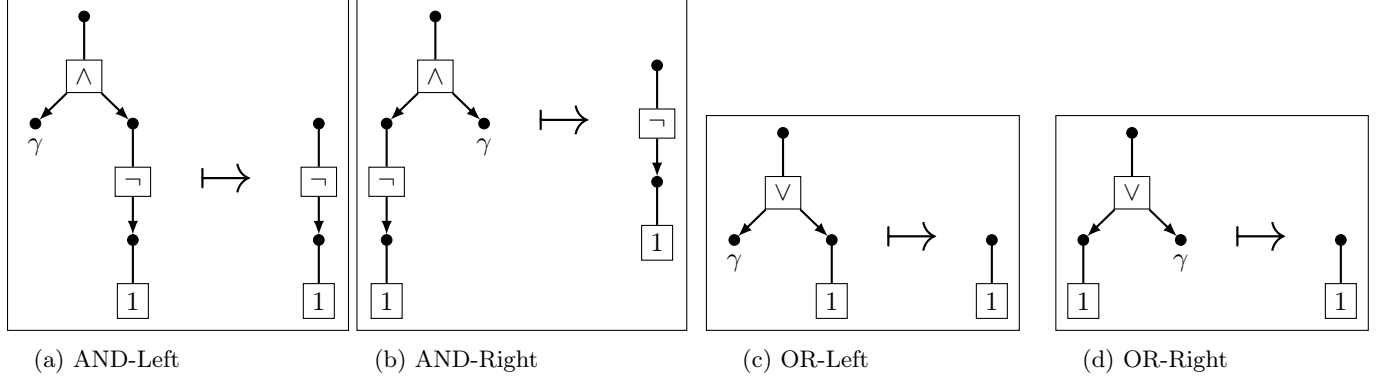 ∧ ∧
γ γ ¬ ∨ ∨
¬ ↦ ¬ ¬ ↦ γ ↦ ↦ γ
1 1 1 1 1 1 1 1
(a) AND-Left (b) AND-Right (c) OR-Left (d) OR-Right